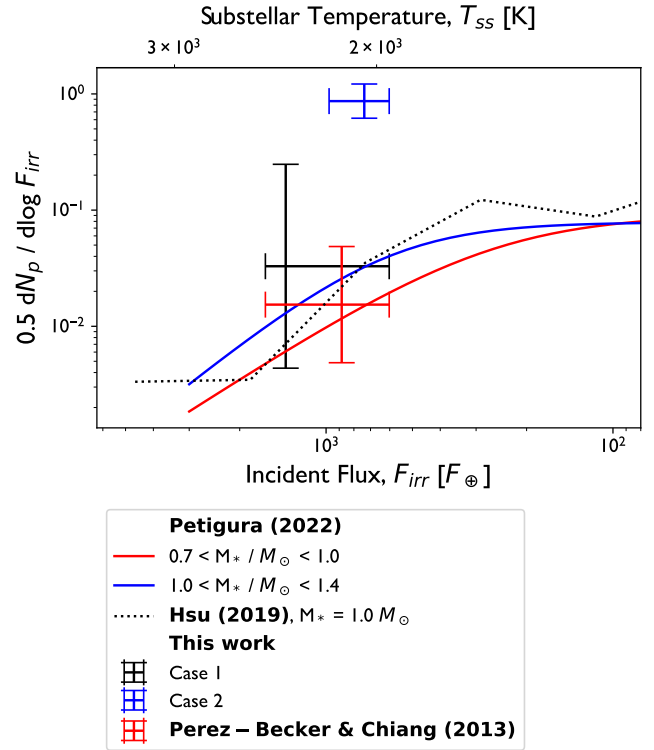 Substellar Temperature, T_ss [K]
3 × 10³
2 × 10³
10⁰
10⁻¹
10⁻²
0.5 dN_p / dlog F_irr
10³
10²
Incident Flux, F_irr [F_⊕]
Petigura (2022)
0.7 < M_* / M_⊙ < 1.0
1.0 < M_* / M_⊙ < 1.4
Hsu (2019), M_* = 1.0 M_⊙
This work
Case 1
Case 2
Perez − Becker & Chiang (2013)